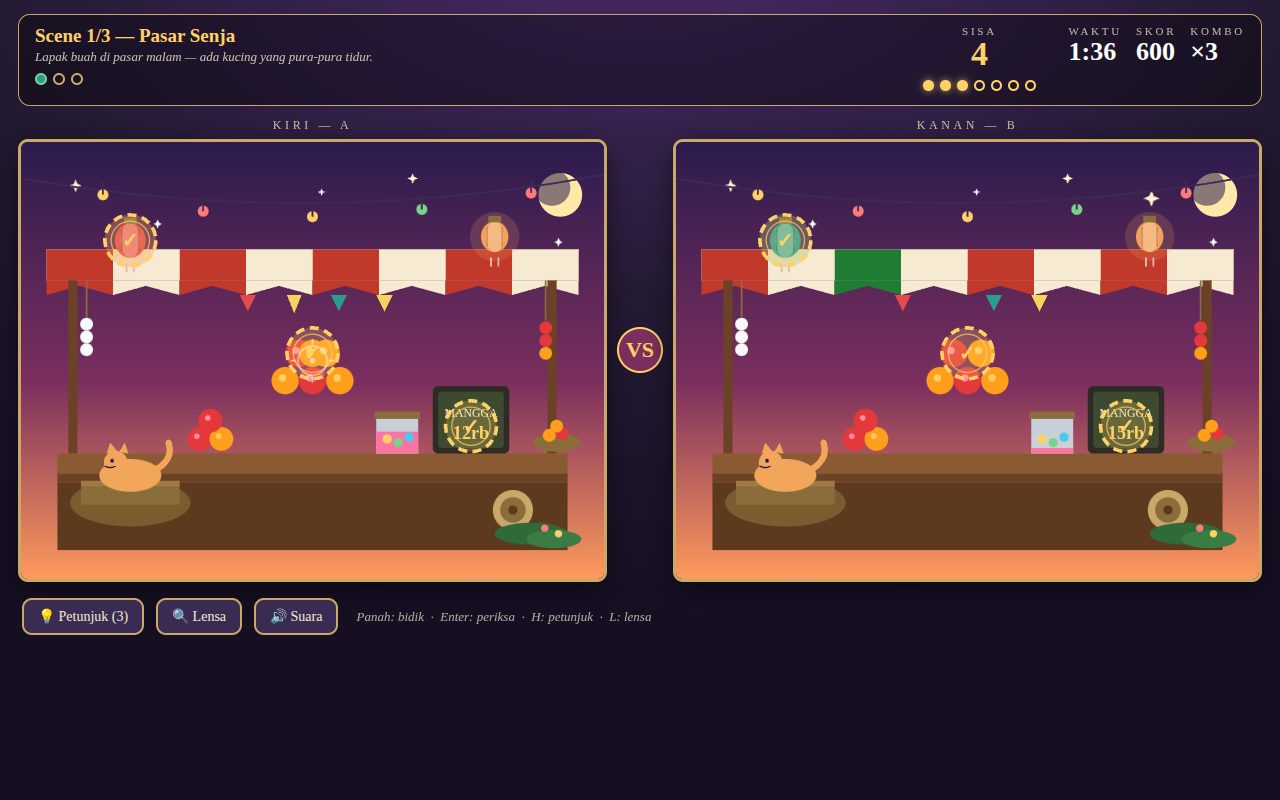 Scene 1/3 — Pasar Senja
Lapak buah di pasar malam — ada kucing yang pura-pura tidur.
SISA
4
WAKTU
1:36
SKOR
600
KOMBO
×3
KIRI — A
KANAN — B
VS
MANGGA
12rb
MANGGA
15rb
💡 Petunjuk (3)
🔍 Lensa
🔊 Suara
Panah: bidik · Enter: periksa · H: petunjuk · L: lensa